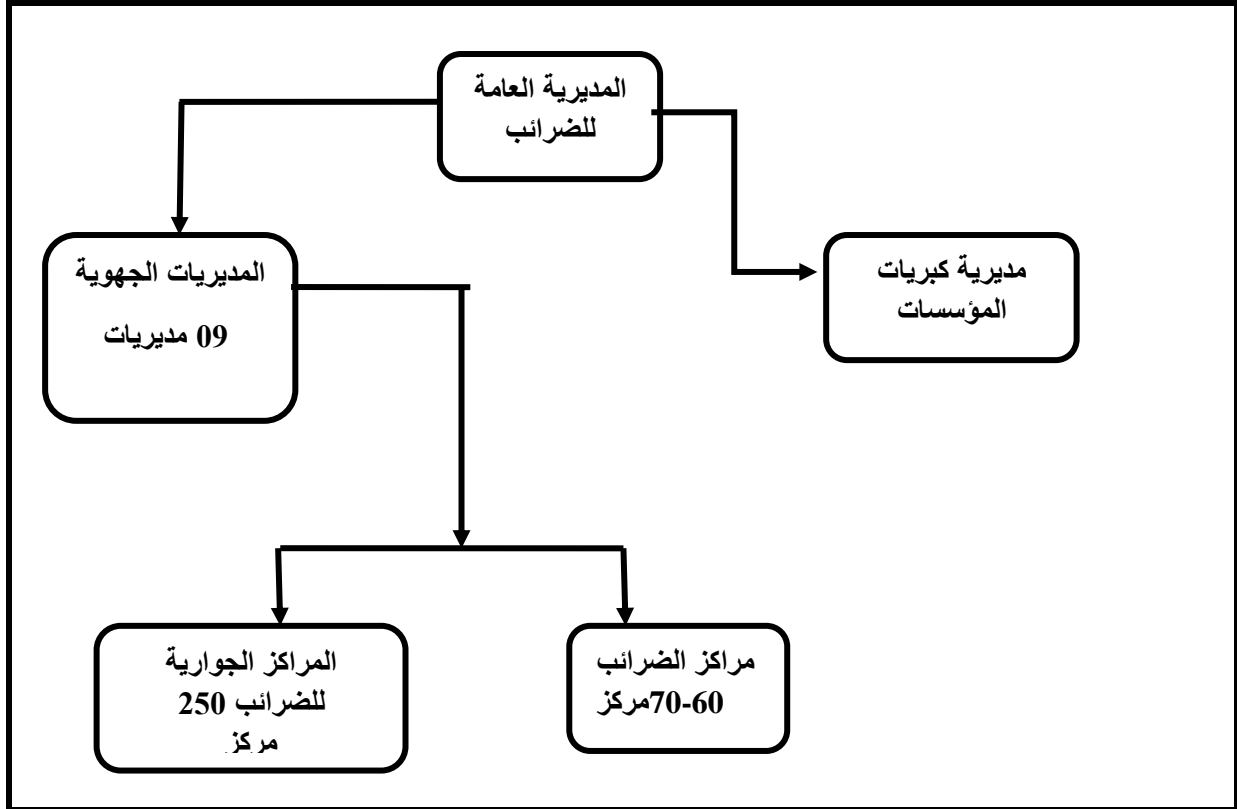 المديرية العامة
للضرائب
المديريات الجهوية
09 مديريات
مديرية كبريات
المؤسسات
المراكز الجوارية
للضرائب 250
مركز
مراكز الضرائب
60-70مركز